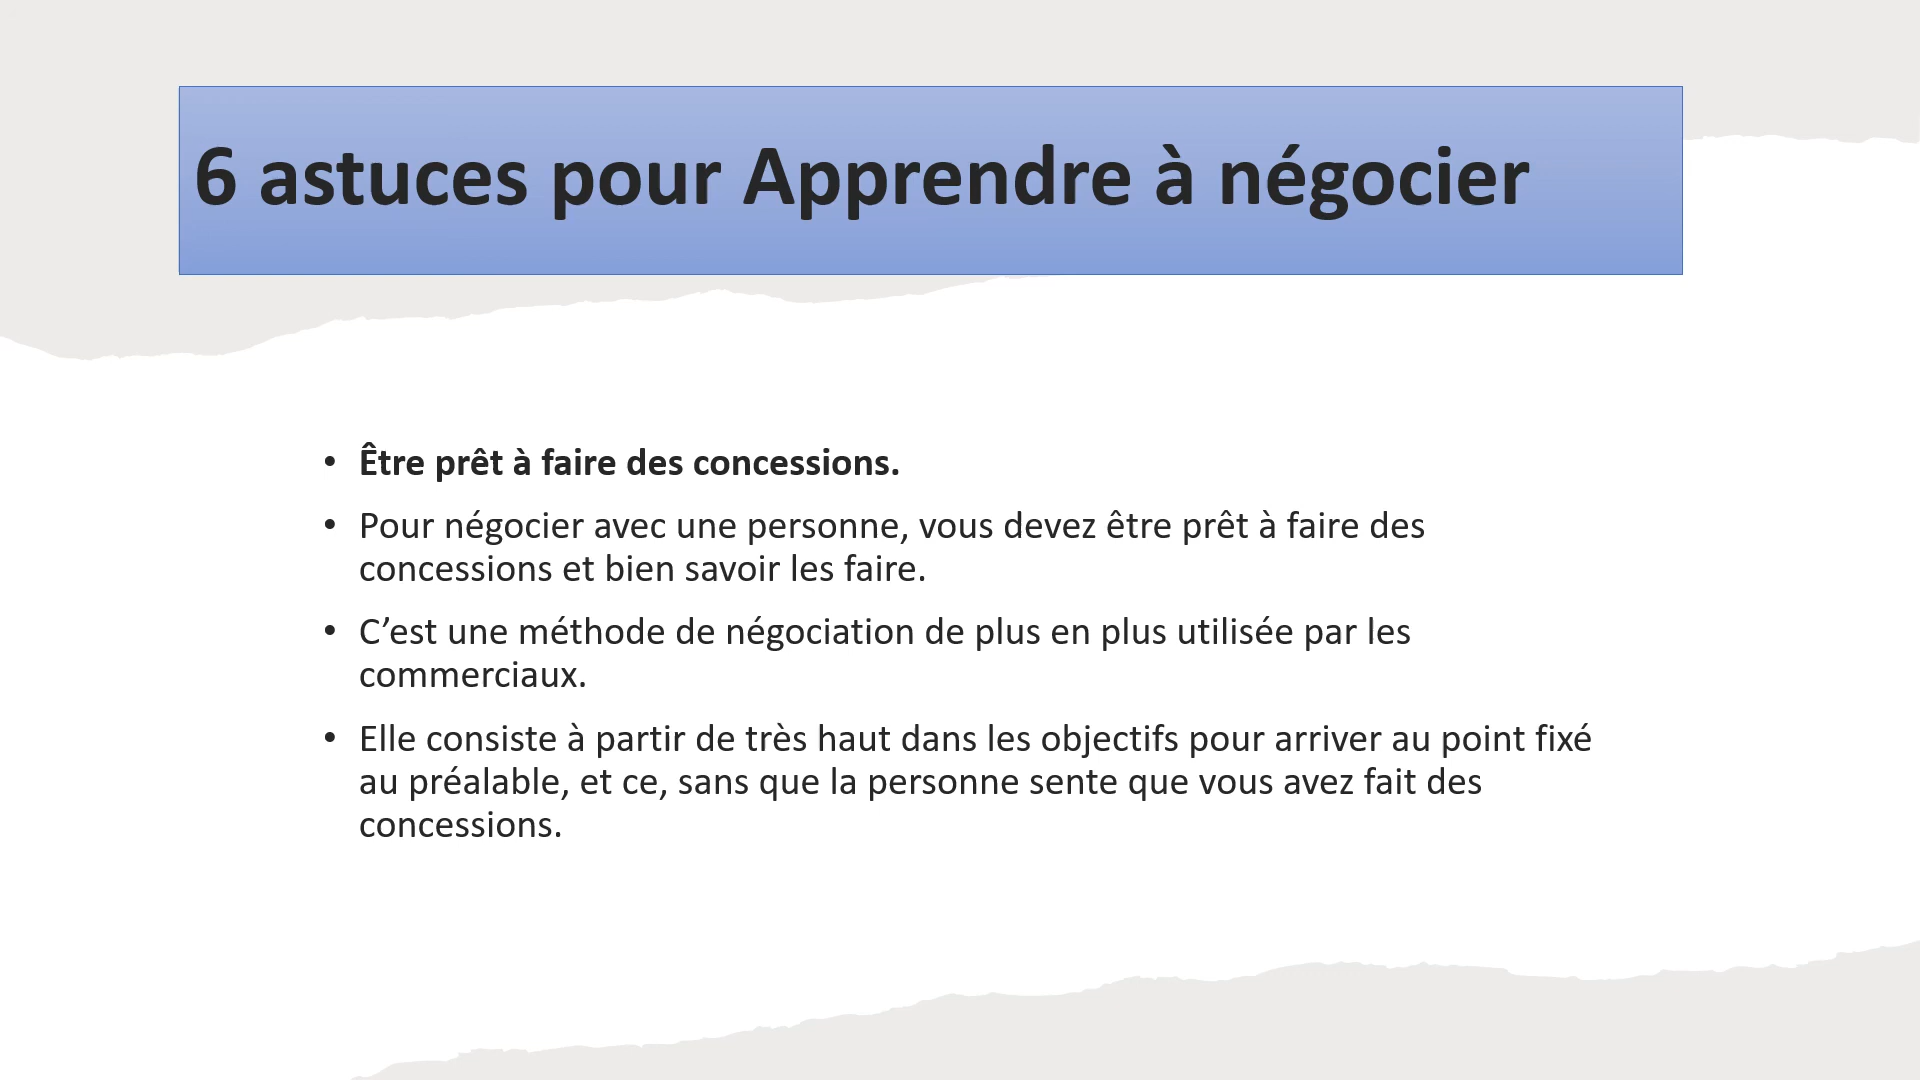 6 astuces pour Apprendre à négocier
• Être prêt à faire des concessions.
• Pour négocier avec une personne, vous devez être prêt à faire des
concessions et bien savoir les faire.
• C’est une méthode de négociation de plus en plus utilisée par les
commerciaux.
• Elle consiste à partir de très haut dans les objectifs pour arriver au point fixé
au préalable, et ce, sans que la personne sente que vous avez fait des
concessions.